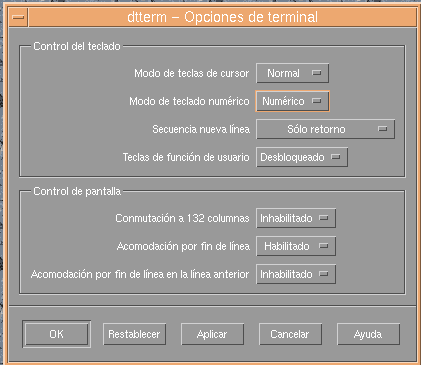 dtterm – Opciones de terminal
Control del teclado
Modo de teclas de cursor Normal
Modo de teclado numérico Numérico
Secuencia nueva línea Sólo retorno
Teclas de función de usuario Desbloqueado
Control de pantalla
Conmutación a 132 columnas Inhabilitado
Acomodación por fin de línea Habilitado
Acomodación por fin de línea en la línea anterior Inhabilitado
OK Restablecer Aplicar Cancelar Ayuda